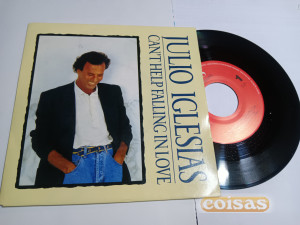 JULIO IGLESIAS
CAN'T HELP FALLING IN LOVE
coisas